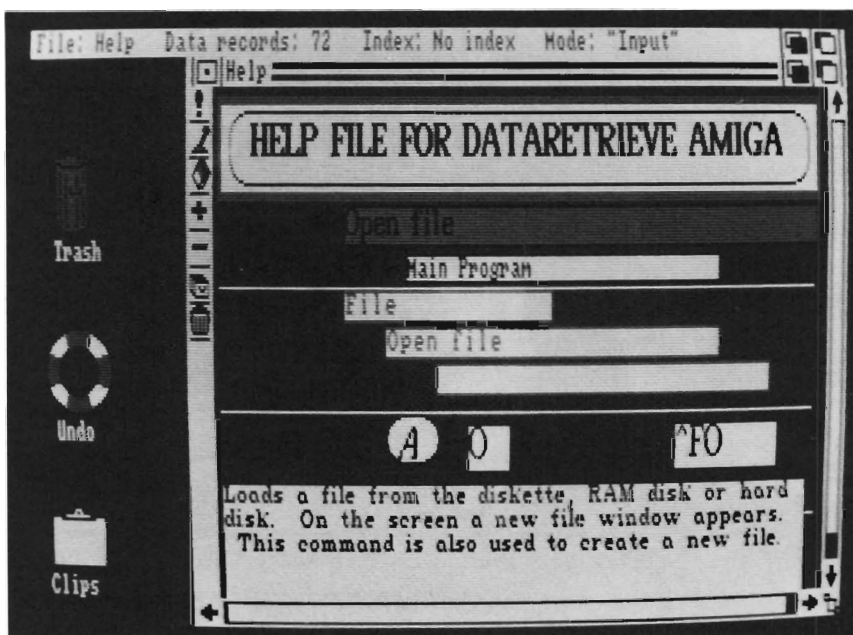 File: Help Data records: 72 Index: No index Mode: "Input"
Help
HELP FILE FOR DATARETRIEVE AMIGA
Open file
Main Program
File
Open file
A O ^FO
Loads a file from the diskette, RAM disk or hard
disk. On the screen a new file window appears.
This command is also used to create a new file.
Trash
Undo
Clips